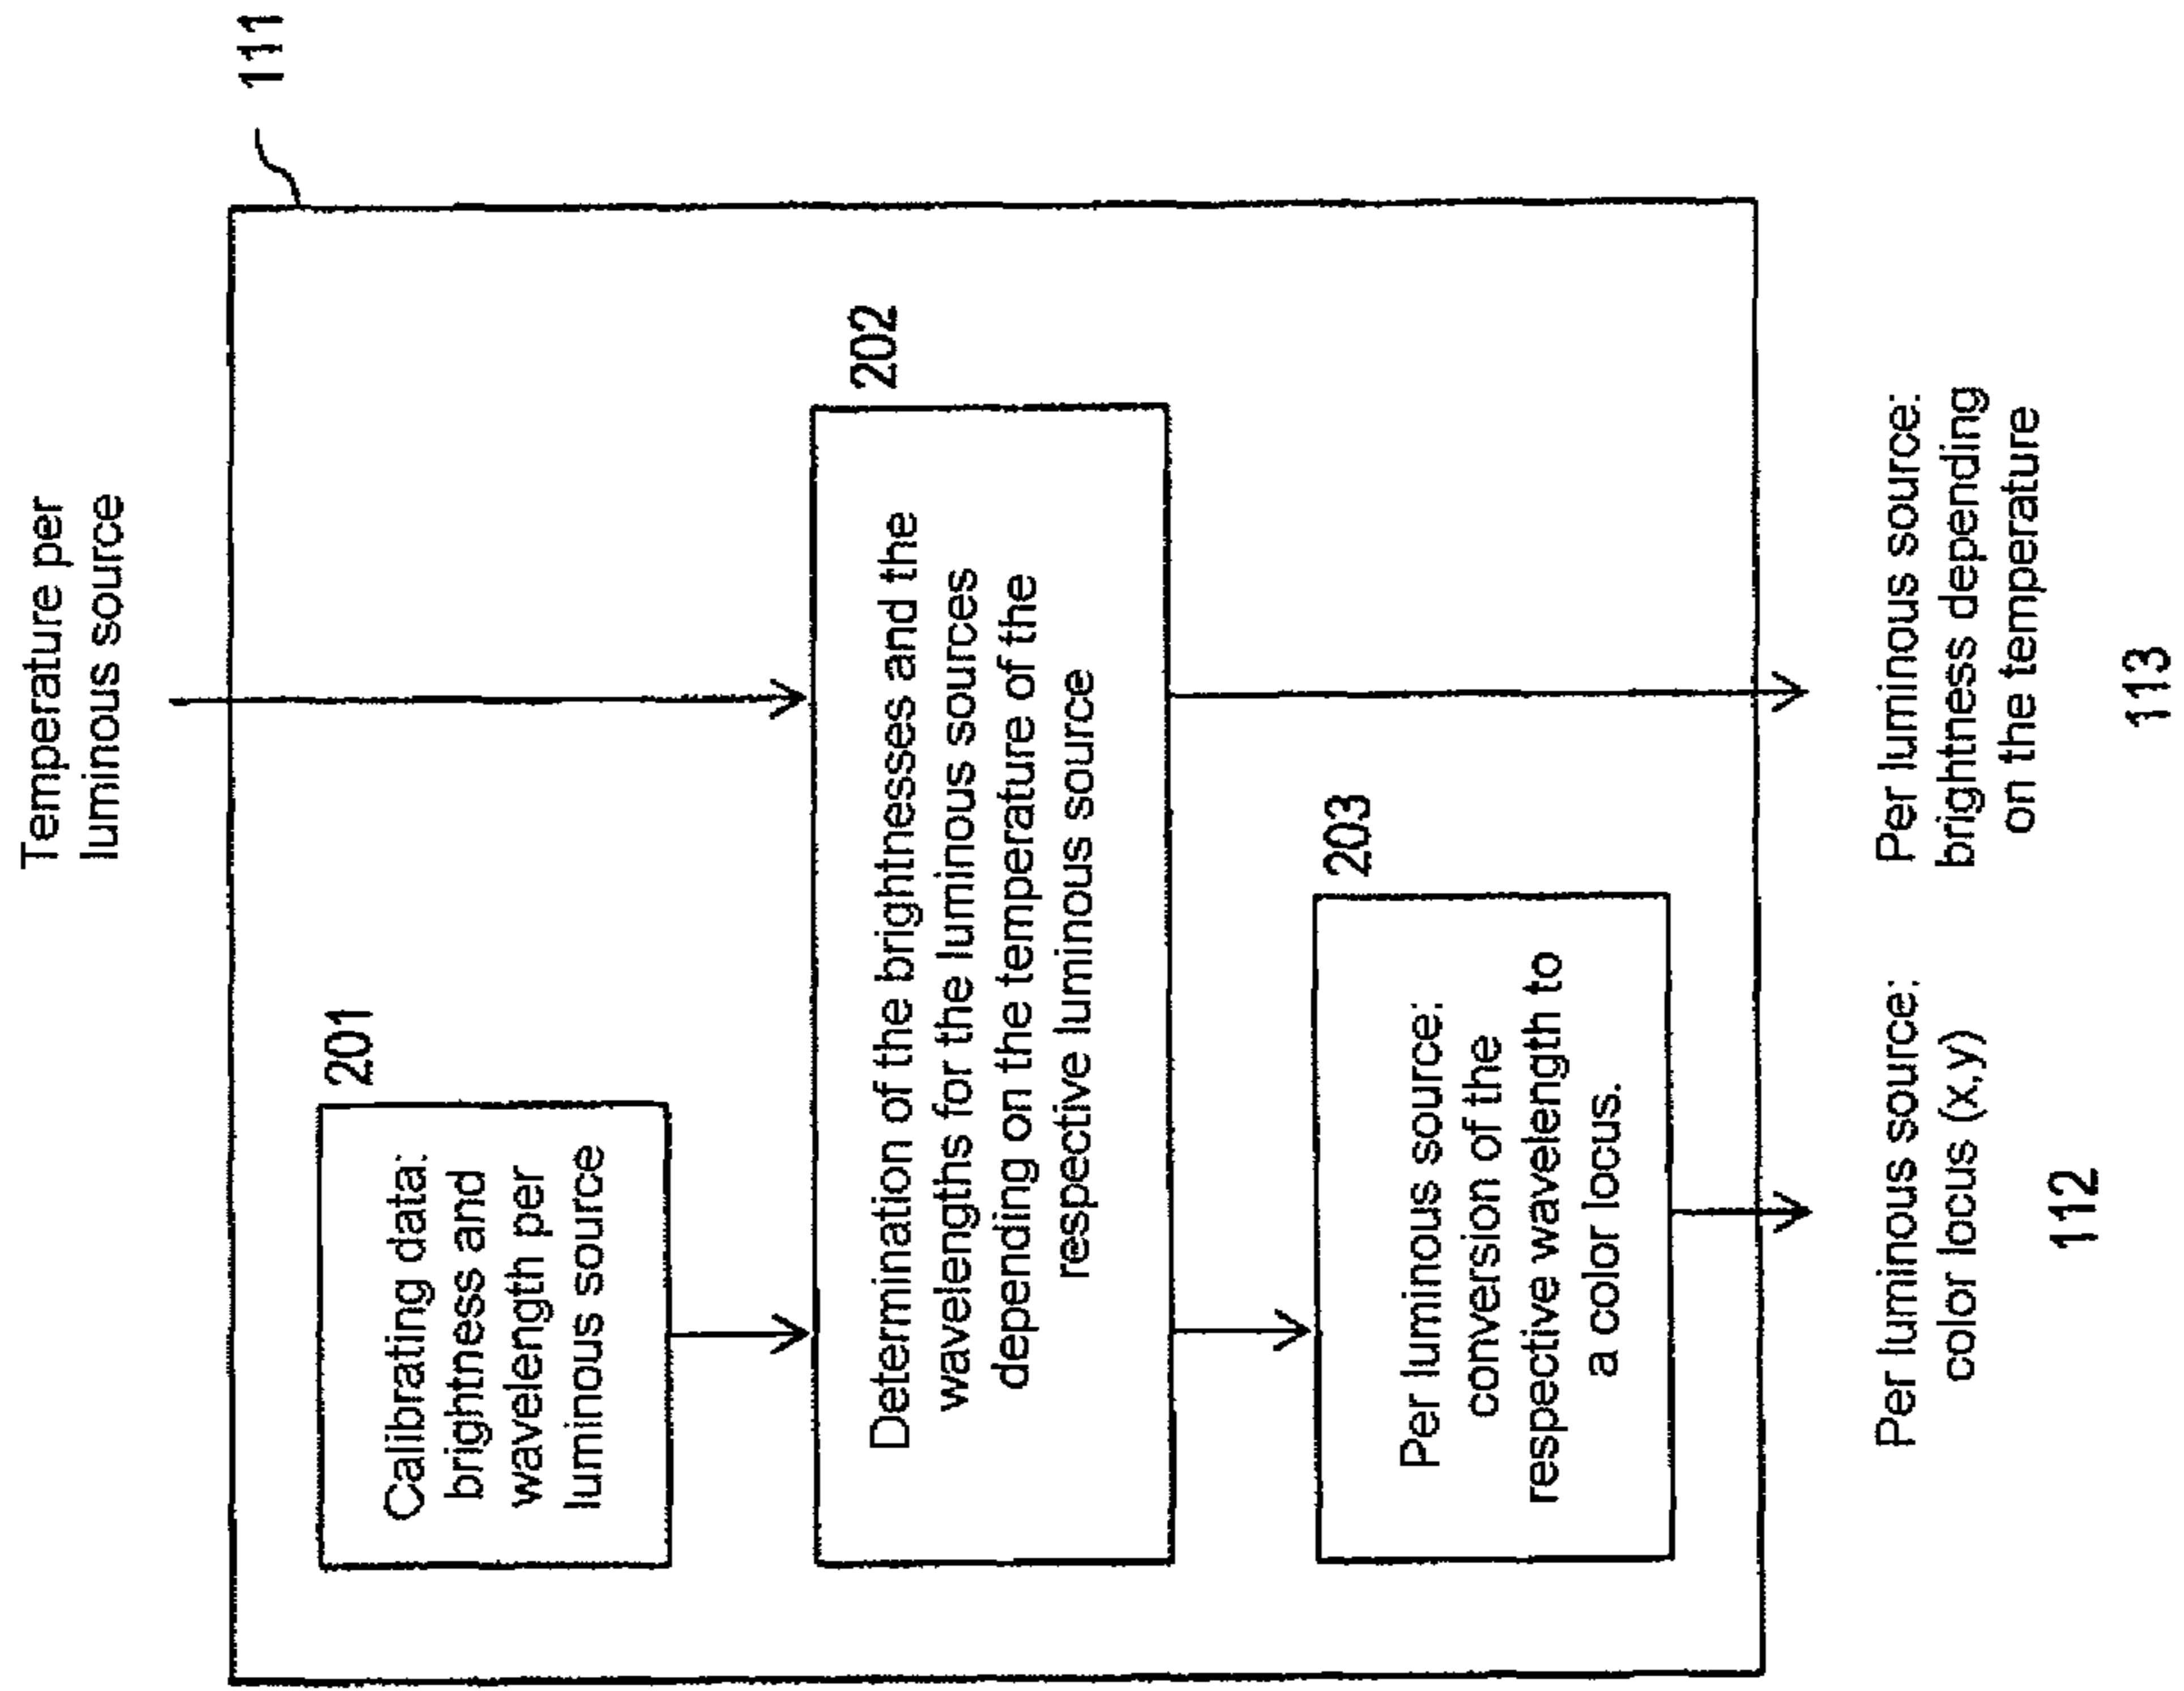 Temperature per
luminous source
111
201
Calibrating data:
brightness and
wavelength per
luminous source
202
Determination of the brightnesses and the
wavelengths for the luminous sources
depending on the temperature of the
respective luminous source
203
Per luminous source:
conversion of the
respective wavelength to
a color locus.
Per luminous source:
color locus (x,y)
112
Per luminous source:
brightness depending
on the temperature
113